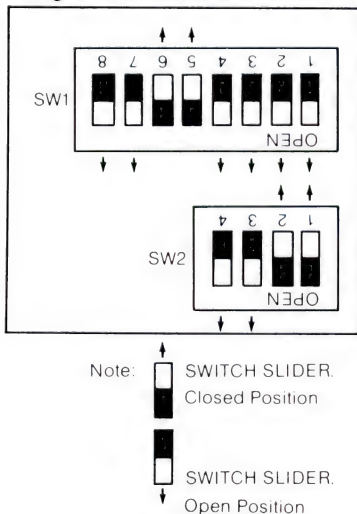 8 7 6 5 4 3 2 1
SW1
OPEN
4 3 2 1
SW2
OPEN
Note: SWITCH SLIDER.
Closed Position
SWITCH SLIDER.
Open Position